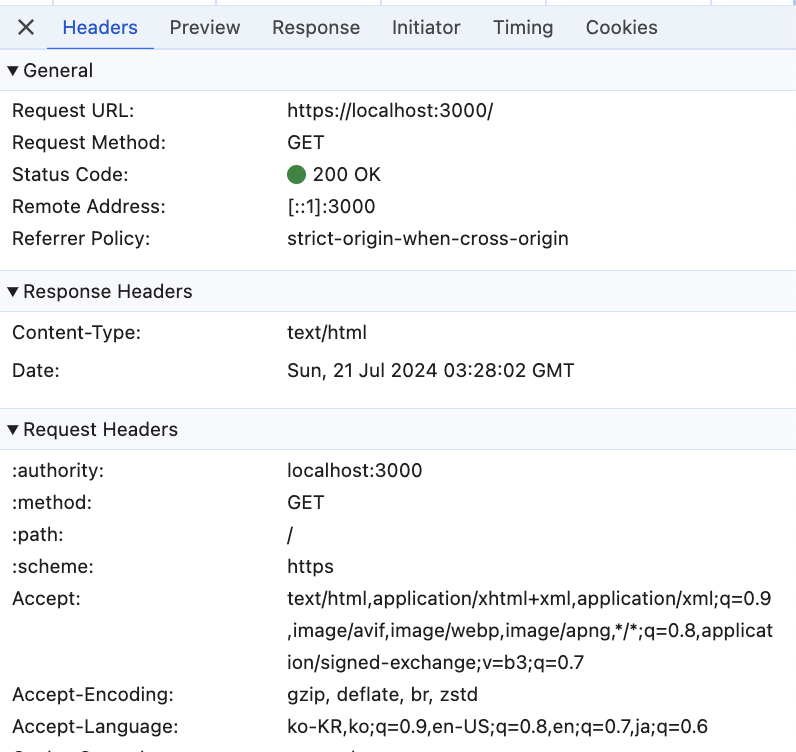 Headers Preview Response Initiator Timing Cookies
General
Request URL: https://localhost:3000/
Request Method: GET
Status Code: 200 OK
Remote Address: [::1]:3000
Referrer Policy: strict-origin-when-cross-origin
Response Headers
Content-Type: text/html
Date: Sun, 21 Jul 2024 03:28:02 GMT
Request Headers
:authority: localhost:3000
:method: GET
:path: /
:scheme: https
Accept: text/html,application/xhtml+xml,application/xml;q=0.9
,image/avif,image/webp,image/apng,*/*;q=0.8,applicat
ion/signed-exchange;v=b3;q=0.7
Accept-Encoding: gzip, deflate, br, zstd
Accept-Language: ko-KR,ko;q=0.9,en-US;q=0.8,en;q=0.7,ja;q=0.6